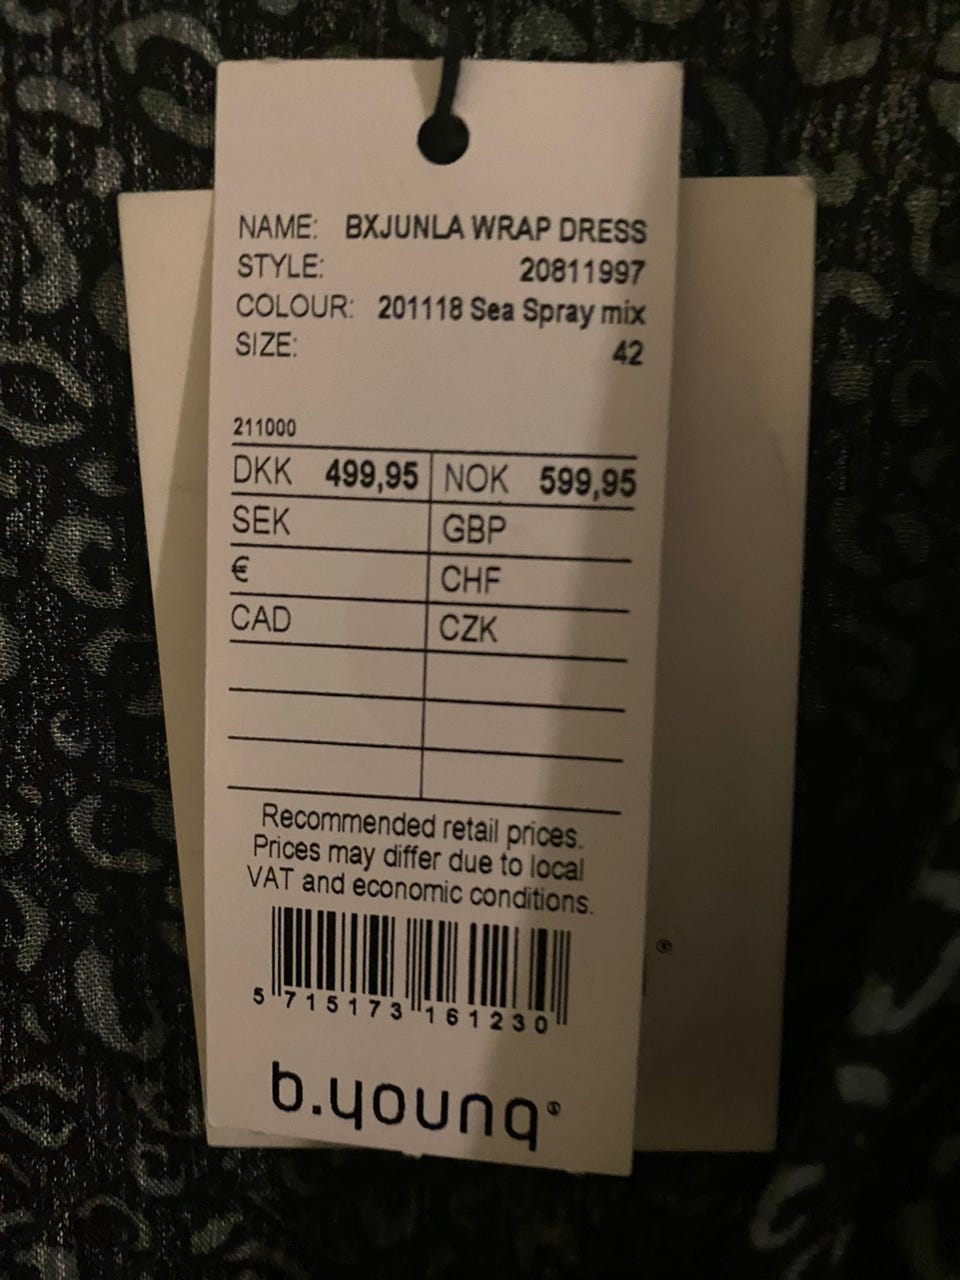 NAME: BXJUNLA WRAP DRESS
STYLE: 20811997
COLOUR: 201118 Sea Spray mix
SIZE: 42
211000
DKK 499,95 NOK 599,95
SEK GBP
€ CHF
CAD CZK
Recommended retail prices.
Prices may differ due to local
VAT and economic conditions.
5 715173 161230
b.young®
®